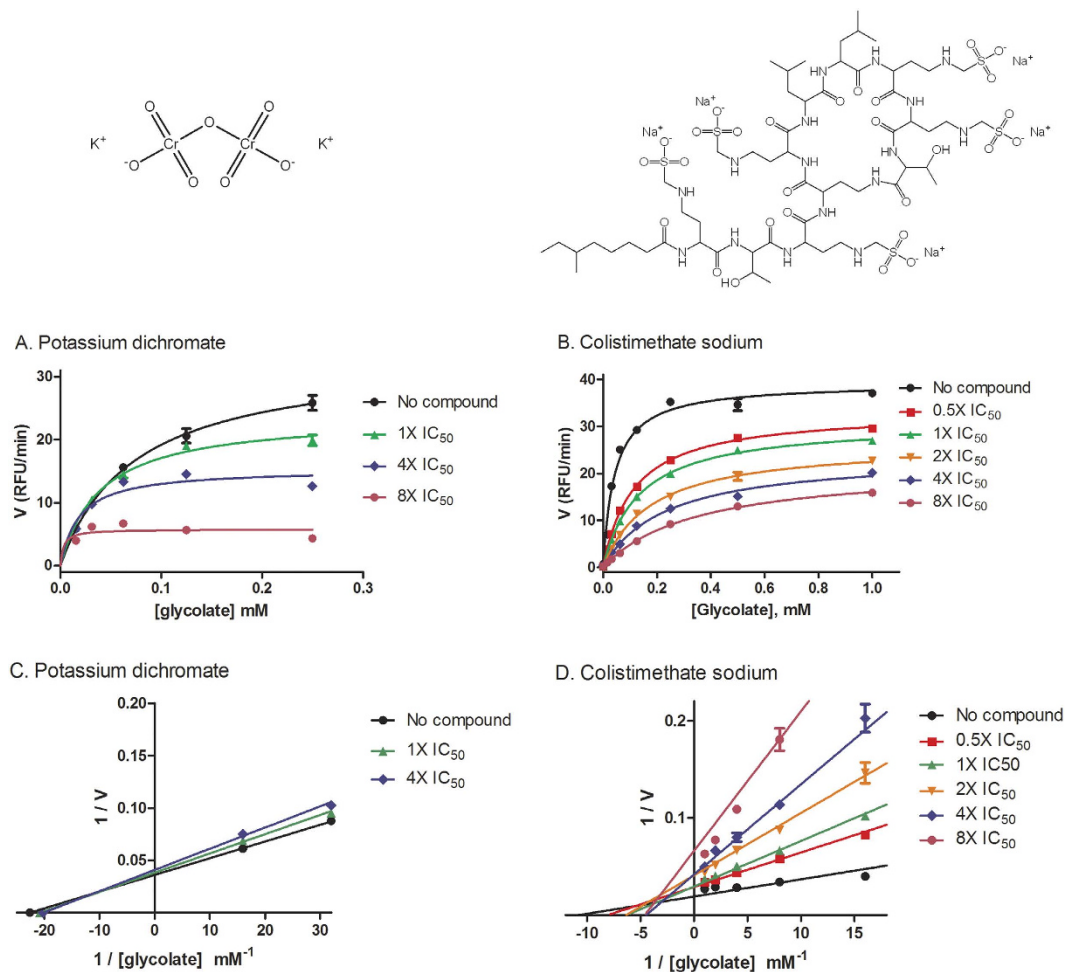 K⁺
O
O
O
Cr
Cr
⁻O
O
O
O⁻
K⁺
Na⁺
Na⁺
Na⁺
Na⁺
Na⁺
HO
OH
A. Potassium dichromate
V (RFU/min)
30
20
10
0
0.0
0.1
0.2
0.3
[glycolate] mM
No compound
1X IC₅₀
4X IC₅₀
8X IC₅₀
B. Colistimethate sodium
V (RFU/min)
40
30
20
10
0
0.0
0.2
0.4
0.6
0.8
1.0
[Glycolate], mM
No compound
0.5X IC₅₀
1X IC₅₀
2X IC₅₀
4X IC₅₀
8X IC₅₀
C. Potassium dichromate
1 / V
0.20
0.15
0.10
0.05
-20
-10
0
10
20
30
1 / [glycolate] mM⁻¹
No compound
1X IC₅₀
4X IC₅₀
D. Colistimethate sodium
1 / V
0.2
0.1
-10
-5
0
5
10
15
1 / [glycolate] mM⁻¹
No compound
0.5X IC₅₀
1X IC50
2X IC₅₀
4X IC₅₀
8X IC₅₀